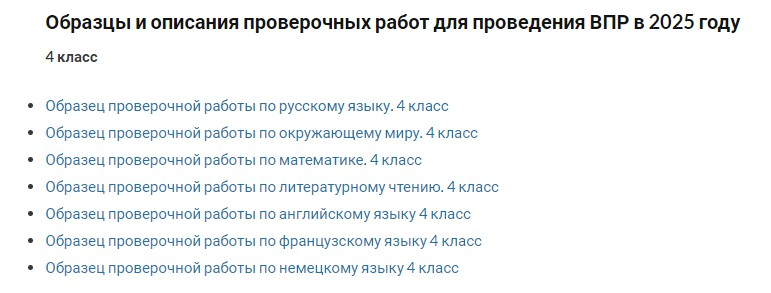 Образцы и описания проверочных работ для проведения ВПР в 2025 году
4 класс
Образец проверочной работы по русскому языку. 4 класс
Образец проверочной работы по окружающему миру. 4 класс
Образец проверочной работы по математике. 4 класс
Образец проверочной работы по литературному чтению. 4 класс
Образец проверочной работы по английскому языку 4 класс
Образец проверочной работы по французскому языку 4 класс
Образец проверочной работы по немецкому языку 4 класс